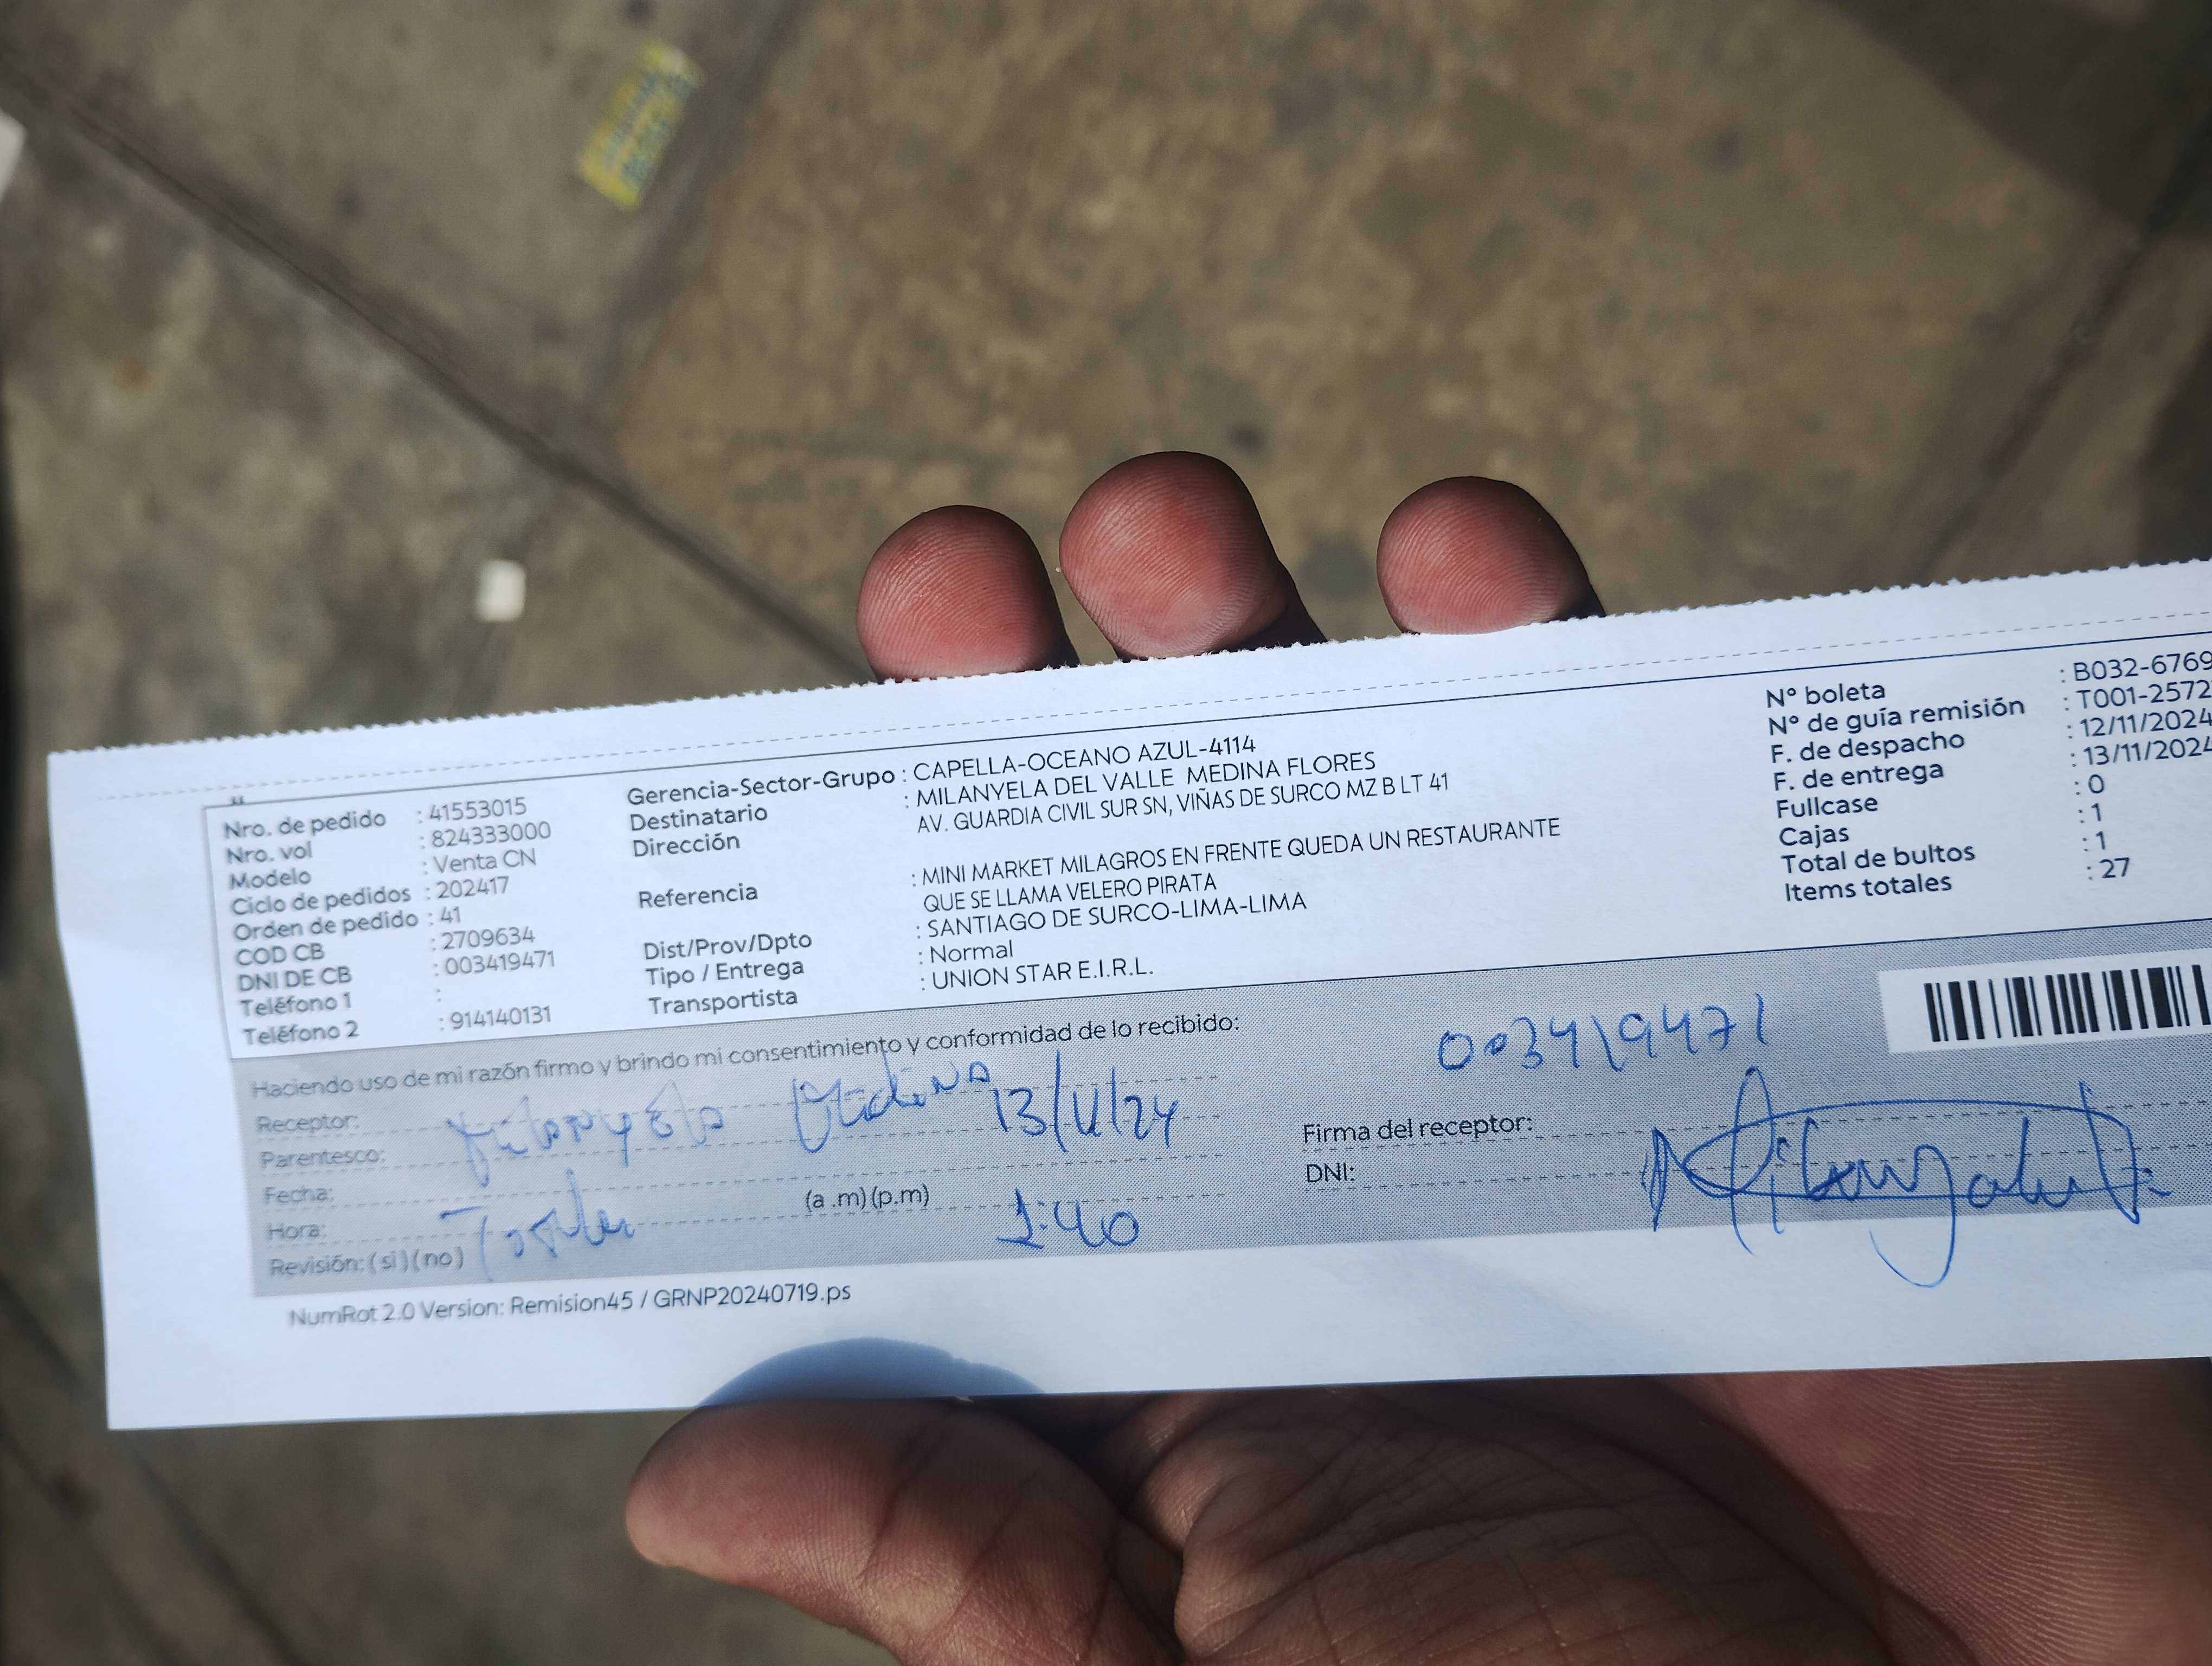 Nro. de pedido : 41553015
Nro. vol : 824333000
Modelo : Venta CN
Ciclo de pedidos : 202417
Orden de pedido : 41
COD CB : 2709634
DNI DE CB : 003419471
Teléfono 1 :
Teléfono 2 : 914140131
Gerencia-Sector-Grupo : CAPELLA-OCEANO AZUL-4114
Destinatario : MILANYELA DEL VALLE MEDINA FLORES
Dirección AV. GUARDIA CIVIL SUR SN, VIÑAS DE SURCO MZ B LT 41
Referencia : MINI MARKET MILAGROS EN FRENTE QUEDA UN RESTAURANTE
QUE SE LLAMA VELERO PIRATA
Dist/Prov/Dpto : SANTIAGO DE SURCO-LIMA-LIMA
Tipo / Entrega : Normal
Transportista : UNION STAR E.I.R.L.
N° boleta : B032-6769
N° de guía remisión : T001-2572
F. de despacho : 12/11/2024
F. de entrega : 13/11/2024
Fullcase : 0
Cajas : 1
Total de bultos : 1
Items totales : 27
Haciendo uso de mi razón firmo y brindo mi consentimiento y conformidad de lo recibido:
003419471
Receptor: Milanyela Medina 13/11/24
Parentesco:
Fecha:
Hora: (a .m) (p.m) 1:40
Revisión: ( si ) ( no )
Firma del receptor:
DNI:
NumRot 2.0 Version: Remision45 / GRNP20240719.ps